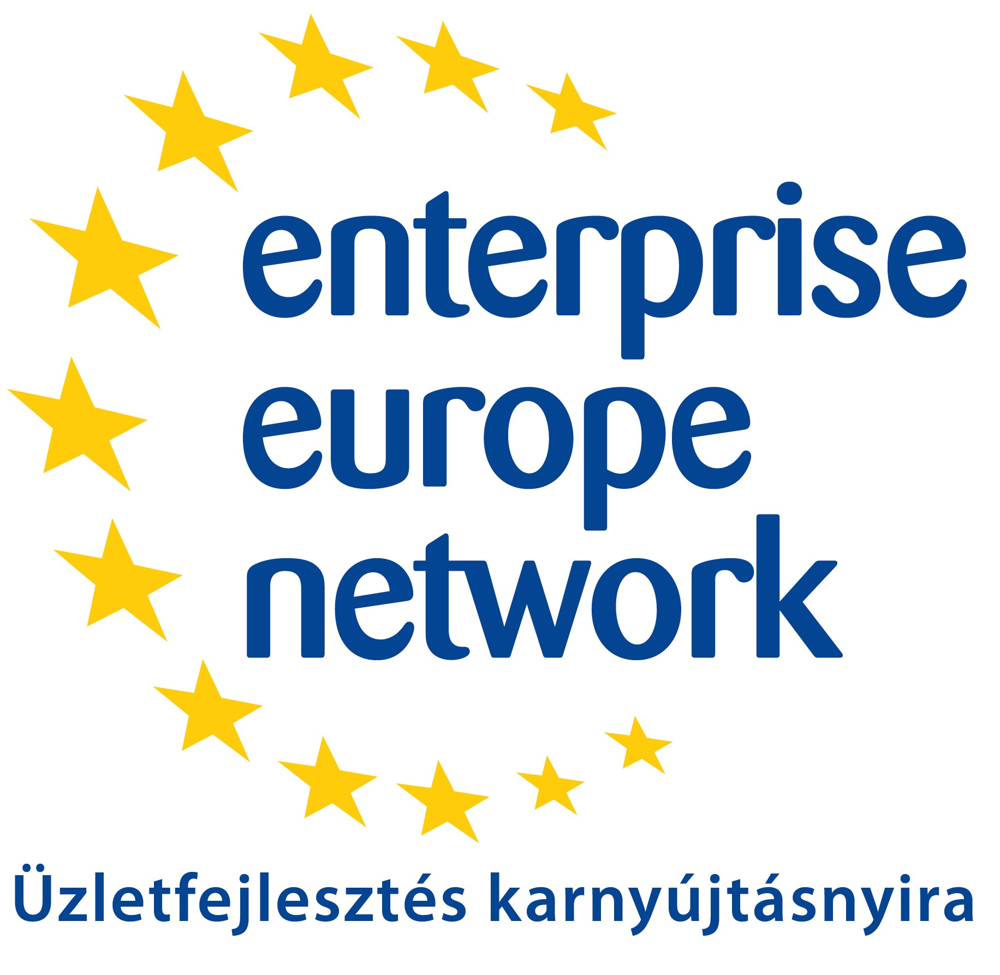 enterprise
europe
network
Üzletfejlesztés karnyújtásnyira